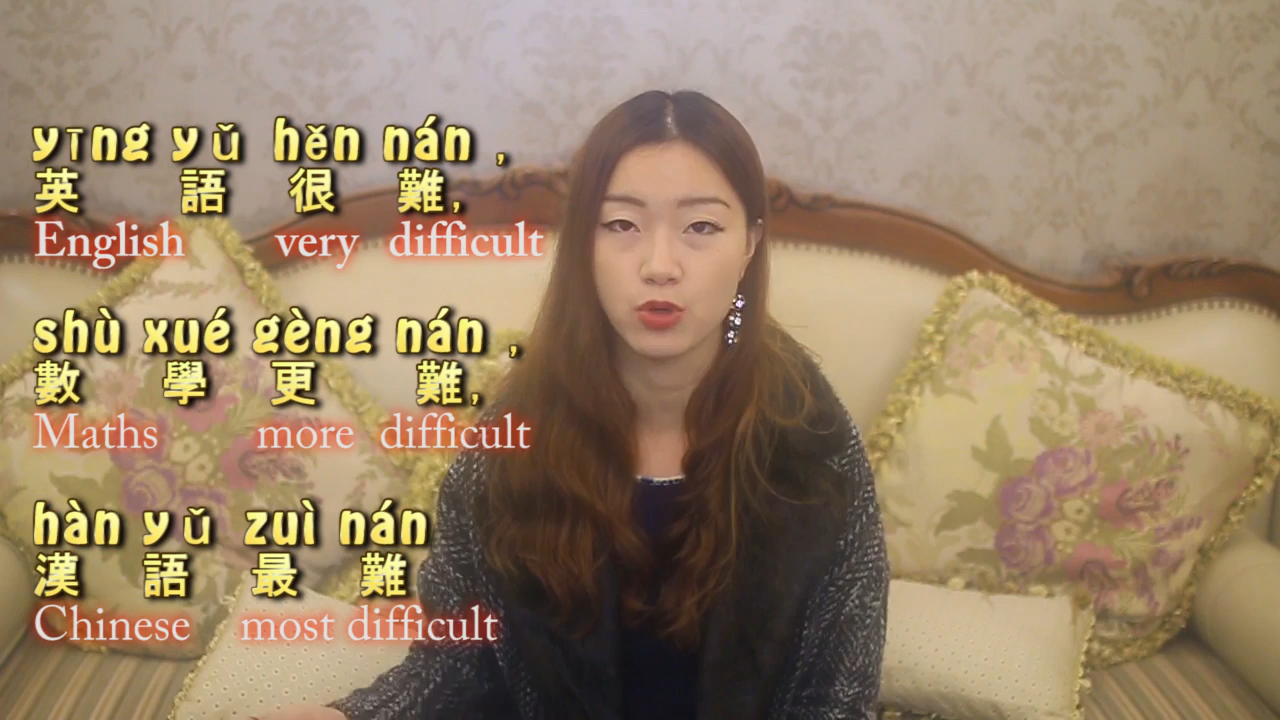 yīng yǔ hěn nán ,
英 語 很 難,
English very difficult
shù xué gèng nán ,
數 學 更 難,
Maths more difficult
hàn yǔ zuì nán
漢 語 最 難
Chinese most difficult